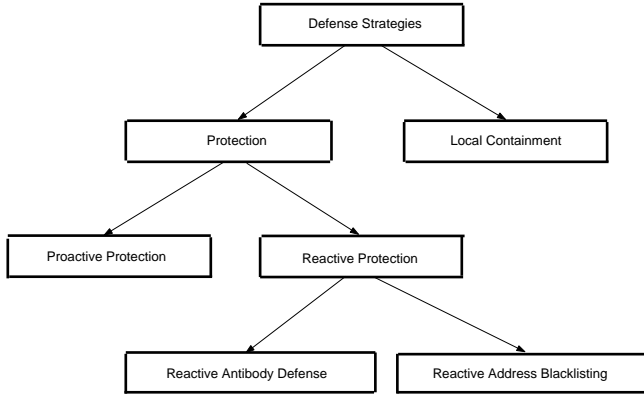 Defense Strategies
Protection
Local Containment
Proactive Protection
Reactive Protection
Reactive Antibody Defense
Reactive Address Blacklisting